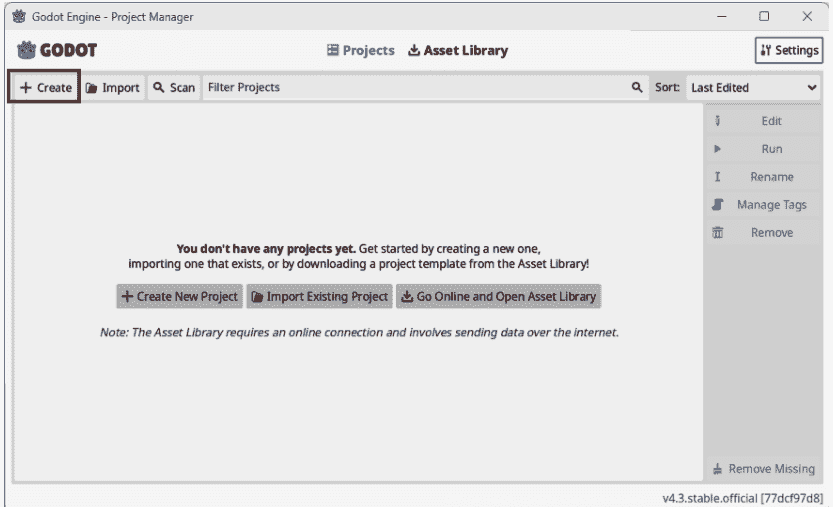 Godot Engine - Project Manager
GODOT
Projects
Asset Library
Settings
Create
Import
Scan
Filter Projects
Sort:
Last Edited
Edit
Run
Rename
Manage Tags
Remove
You don't have any projects yet. Get started by creating a new one,
importing one that exists, or by downloading a project template from the Asset Library!
Create New Project
Import Existing Project
Go Online and Open Asset Library
Note: The Asset Library requires an online connection and involves sending data over the internet.
Remove Missing
v4.3.stable.official [77dcf97d8]